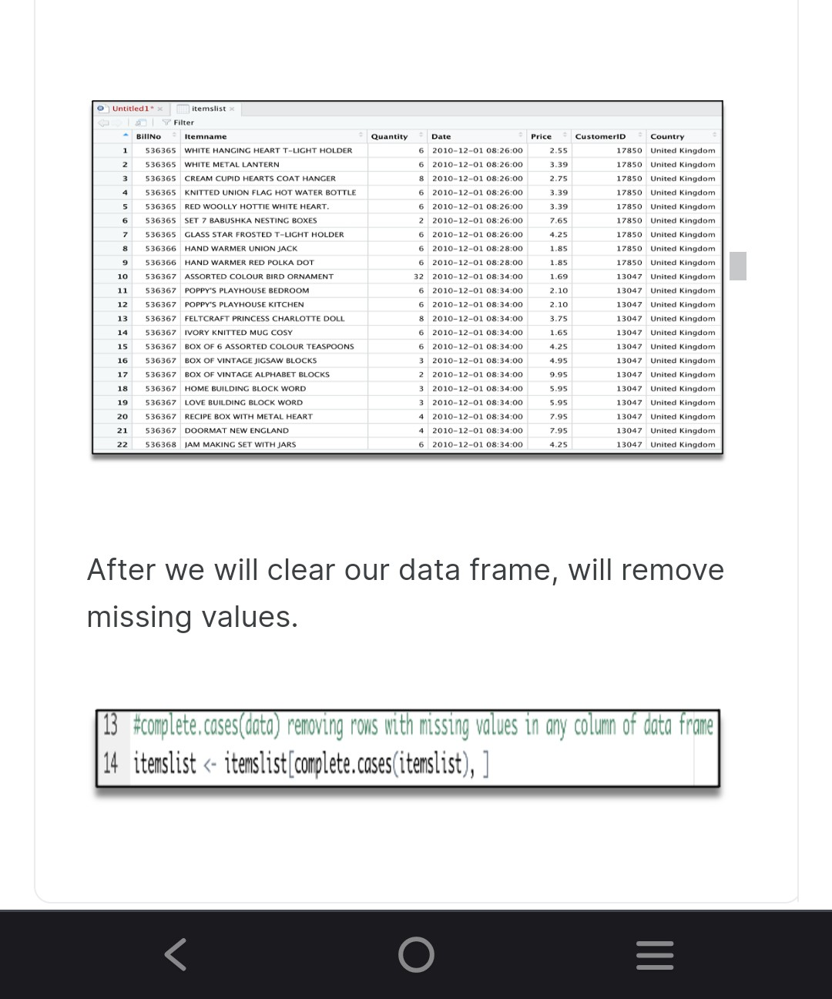 Untitled1* × itemslist ×
Filter
BillNo Itemname Quantity Date Price CustomerID Country
1 536365 WHITE HANGING HEART T-LIGHT HOLDER 6 2010-12-01 08:26:00 2.55 17850 United Kingdom
2 536365 WHITE METAL LANTERN 6 2010-12-01 08:26:00 3.39 17850 United Kingdom
3 536365 CREAM CUPID HEARTS COAT HANGER 8 2010-12-01 08:26:00 2.75 17850 United Kingdom
4 536365 KNITTED UNION FLAG HOT WATER BOTTLE 6 2010-12-01 08:26:00 3.39 17850 United Kingdom
5 536365 RED WOOLLY HOTTIE WHITE HEART. 6 2010-12-01 08:26:00 3.39 17850 United Kingdom
6 536365 SET 7 BABUSHKA NESTING BOXES 2 2010-12-01 08:26:00 7.65 17850 United Kingdom
7 536365 GLASS STAR FROSTED T-LIGHT HOLDER 6 2010-12-01 08:26:00 4.25 17850 United Kingdom
8 536366 HAND WARMER UNION JACK 6 2010-12-01 08:28:00 1.85 17850 United Kingdom
9 536366 HAND WARMER RED POLKA DOT 6 2010-12-01 08:28:00 1.85 17850 United Kingdom
10 536367 ASSORTED COLOUR BIRD ORNAMENT 32 2010-12-01 08:34:00 1.69 13047 United Kingdom
11 536367 POPPY'S PLAYHOUSE BEDROOM 6 2010-12-01 08:34:00 2.10 13047 United Kingdom
12 536367 POPPY'S PLAYHOUSE KITCHEN 6 2010-12-01 08:34:00 2.10 13047 United Kingdom
13 536367 FELTCRAFT PRINCESS CHARLOTTE DOLL 8 2010-12-01 08:34:00 3.75 13047 United Kingdom
14 536367 IVORY KNITTED MUG COSY 6 2010-12-01 08:34:00 1.65 13047 United Kingdom
15 536367 BOX OF 6 ASSORTED COLOUR TEASPOONS 6 2010-12-01 08:34:00 4.25 13047 United Kingdom
16 536367 BOX OF VINTAGE JIGSAW BLOCKS 3 2010-12-01 08:34:00 4.95 13047 United Kingdom
17 536367 BOX OF VINTAGE ALPHABET BLOCKS 2 2010-12-01 08:34:00 9.95 13047 United Kingdom
18 536367 HOME BUILDING BLOCK WORD 3 2010-12-01 08:34:00 5.95 13047 United Kingdom
19 536367 LOVE BUILDING BLOCK WORD 3 2010-12-01 08:34:00 5.95 13047 United Kingdom
20 536367 RECIPE BOX WITH METAL HEART 4 2010-12-01 08:34:00 7.95 13047 United Kingdom
21 536367 DOORMAT NEW ENGLAND 4 2010-12-01 08:34:00 7.95 13047 United Kingdom
22 536368 JAM MAKING SET WITH JARS 6 2010-12-01 08:34:00 4.25 13047 United Kingdom
After we will clear our data frame, will remove
missing values.
13 #complete.cases(data) removing rows with missing values in any column of data frame
14 itemslist <- itemslist[complete.cases(itemslist), ]